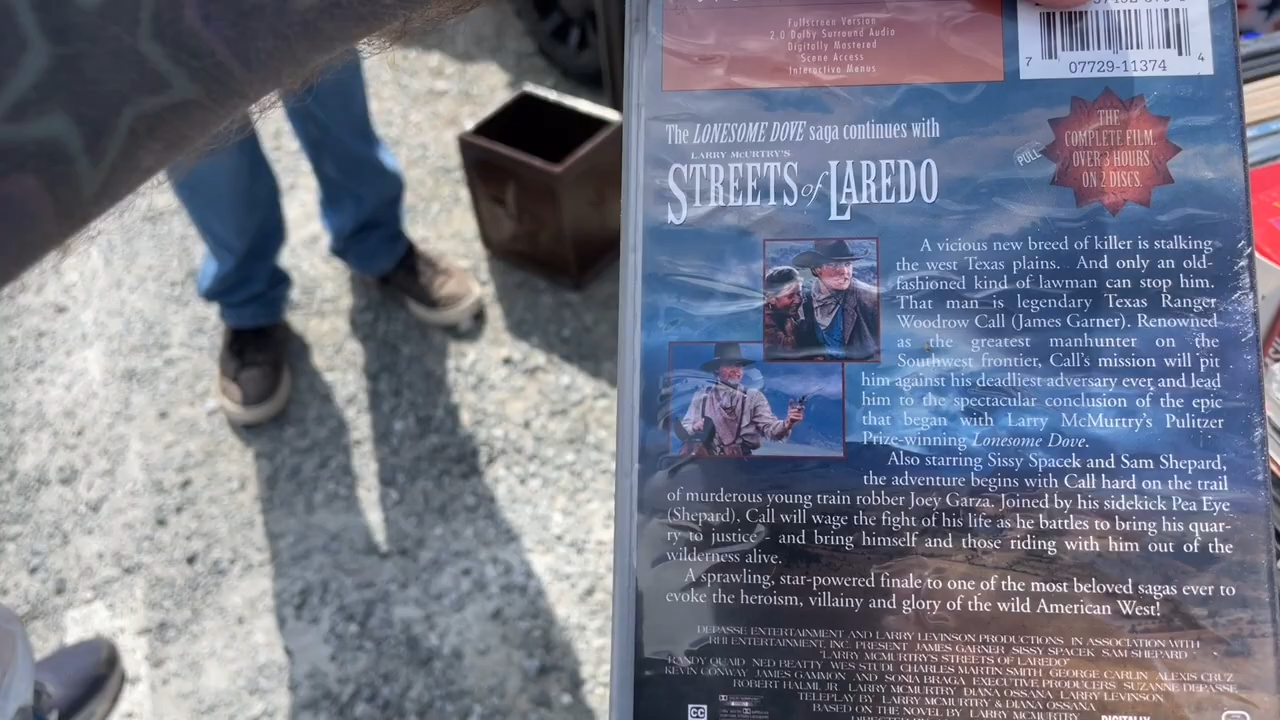 Fullscreen Version
2.0 Dolby Surround Audio
Digitally Mastered
Scene Access
Interactive Menus
7 07729-11374 4
The LONESOME DOVE saga continues with
LARRY McMURTRY'S
STREETS of LAREDO
PULL
THE
COMPLETE FILM.
OVER 3 HOURS
ON 2 DISCS.
A vicious new breed of killer is stalking
the west Texas plains. And only an old-
fashioned kind of lawman can stop him.
That man is legendary Texas Ranger
Woodrow Call (James Garner). Renowned
as the greatest manhunter on the
Southwest frontier, Call's mission will pit
him against his deadliest adversary ever and lead
him to the spectacular conclusion of the epic
that began with Larry McMurtry's Pulitzer
Prize-winning Lonesome Dove.
Also starring Sissy Spacek and Sam Shepard,
the adventure begins with Call hard on the trail
of murderous young train robber Joey Garza. Joined by his sidekick Pea Eye
(Shepard), Call will wage the fight of his life as he battles to bring his quar-
ry to justice - and bring himself and those riding with him out of the
wilderness alive.
A sprawling, star-powered finale to one of the most beloved sagas ever to
evoke the heroism, villainy and glory of the wild American West!
DEPASSE ENTERTAINMENT AND LARRY LEVINSON PRODUCTIONS IN ASSOCIATION WITH
RHI ENTERTAINMENT, INC. PRESENT JAMES GARNER SISSY SPACEK SAM SHEPARD
"LARRY MCMURTRY'S STREETS OF LAREDO"
RANDY QUAID NED BEATTY WES STUDI CHARLES MARTIN SMITH GEORGE CARLIN ALEXIS CRUZ
KEVIN CONWAY JAMES GAMMON AND SONIA BRAGA EXECUTIVE PRODUCERS SUZANNE DEPASSE
ROBERT HALMI, JR LARRY MCMURTRY DIANA OSSANA LARRY LEVINSON
TELEPLAY BY LARRY MCMURTRY & DIANA OSSANA
BASED ON THE NOVEL BY LARRY MCMURTRY
CC
DIGITALLY